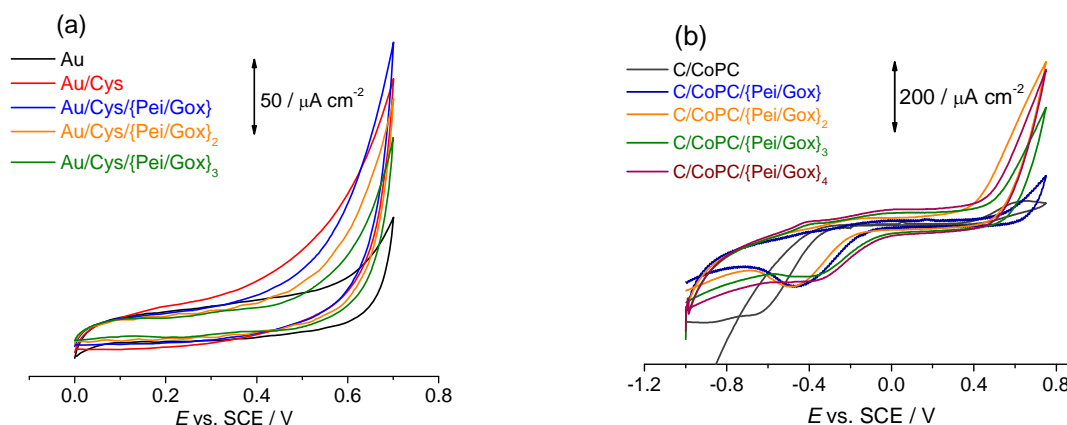 (a)
Au
Au/Cys
Au/Cys/{Pei/Gox}
Au/Cys/{Pei/Gox}2
Au/Cys/{Pei/Gox}3
50 / μA cm-2
0.0 0.2 0.4 0.6 0.8
E vs. SCE / V
(b)
C/CoPC
C/CoPC/{Pei/Gox}
C/CoPC/{Pei/Gox}2
C/CoPC/{Pei/Gox}3
C/CoPC/{Pei/Gox}4
200 / μA cm-2
-1.2 -0.8 -0.4 0.0 0.4 0.8
E vs. SCE / V